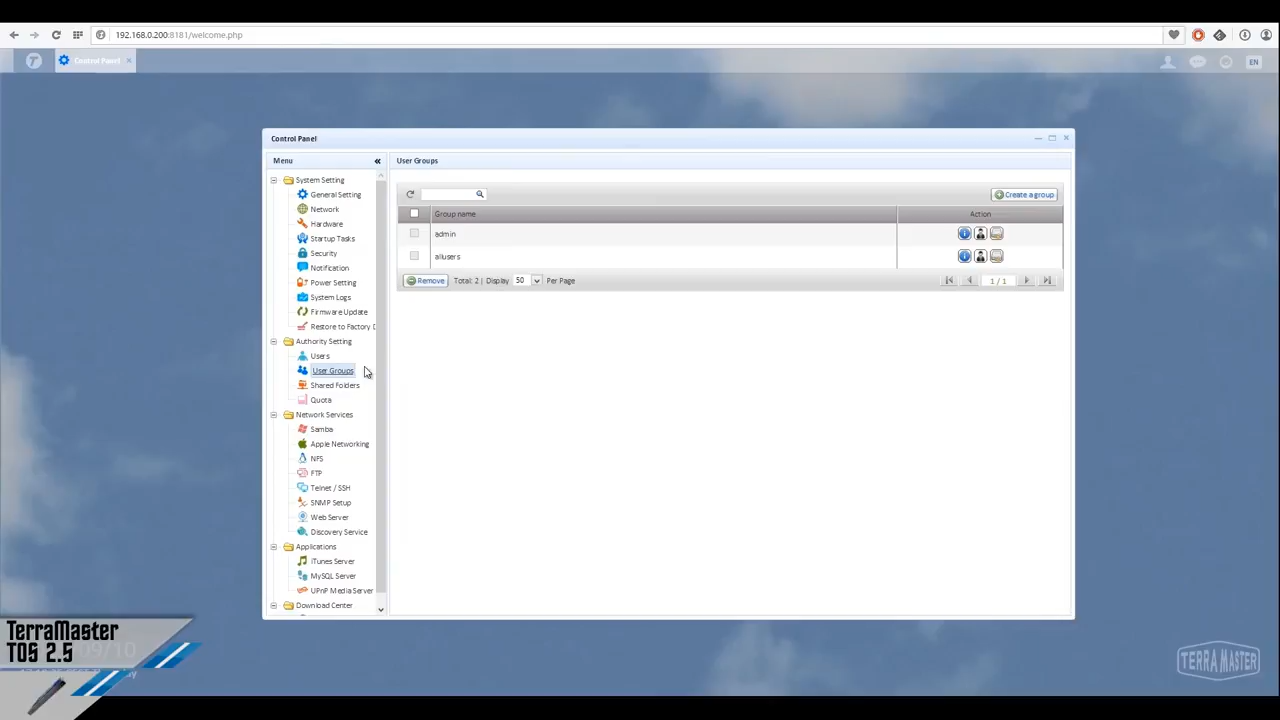 192.168.0.200:8181/welcome.php
Control Panel
EN
Control Panel
Menu
User Groups
System Setting
General Setting
Network
Hardware
Startup Tasks
Security
Notification
Power Setting
System Logs
Firmware Update
Restore to Factory D
Authority Setting
Users
User Groups
Shared Folders
Quota
Network Services
Samba
Apple Networking
NFS
FTP
Telnet / SSH
SNMP Setup
Web Server
Discovery Service
Applications
iTunes Server
MySQL Server
UPnP Media Server
Download Center
Create a group
Group name Action
admin
allusers
Remove Total: 2 | Display 50 Per Page 1 / 1
TerraMaster
TOS 2.5
09/10
TERRA MASTER